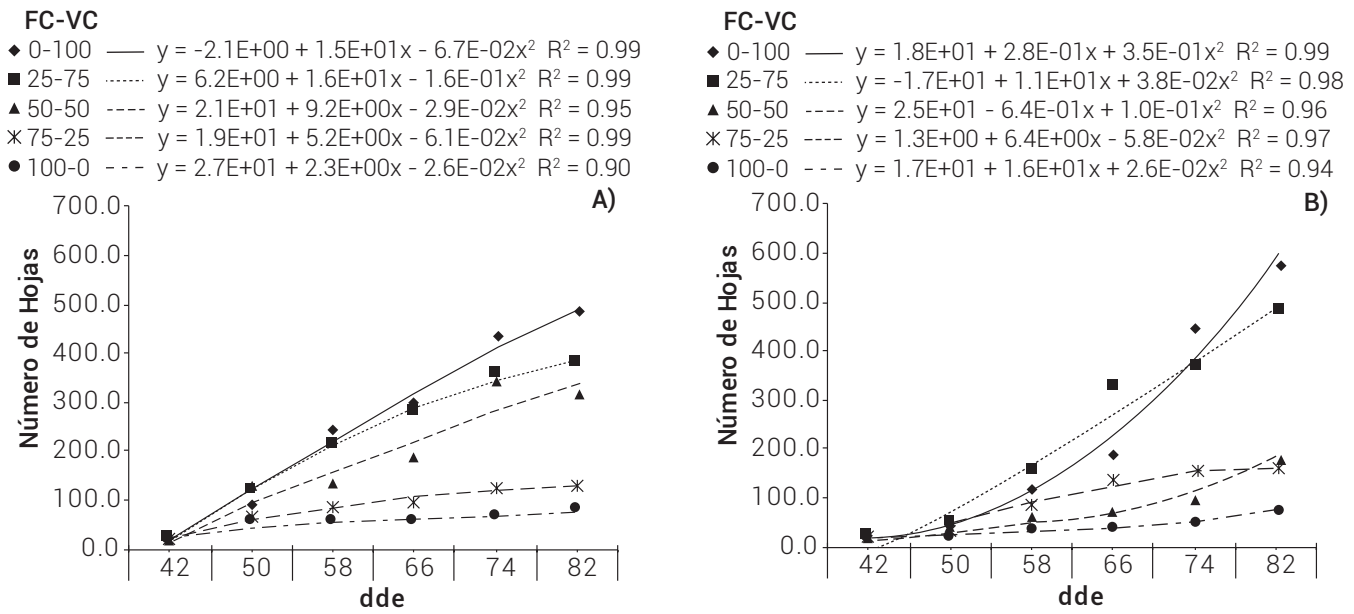 FC-VC
0-100 y = -2.1E+00 + 1.5E+01x - 6.7E-02x² R² = 0.99
25-75 y = 6.2E+00 + 1.6E+01x - 1.6E-01x² R² = 0.99
50-50 y = 2.1E+01 + 9.2E+00x - 2.9E-02x² R² = 0.95
75-25 y = 1.9E+01 + 5.2E+00x - 6.1E-02x² R² = 0.99
100-0 y = 2.7E+01 + 2.3E+00x - 2.6E-02x² R² = 0.90
A)
Número de Hojas
700.0
600.0
500.0
400.0
300.0
200.0
100.0
0.0
42 50 58 66 74 82
dde
FC-VC
0-100 y = 1.8E+01 + 2.8E-01x + 3.5E-01x² R² = 0.99
25-75 y = -1.7E+01 + 1.1E+01x + 3.8E-02x² R² = 0.98
50-50 y = 2.5E+01 - 6.4E-01x + 1.0E-01x² R² = 0.96
75-25 y = 1.3E+00 + 6.4E+00x - 5.8E-02x² R² = 0.97
100-0 y = 1.7E+01 + 1.6E+01x + 2.6E-02x² R² = 0.94
B)
Número de Hojas
700.0
600.0
500.0
400.0
300.0
200.0
100.0
0.0
42 50 58 66 74 82
dde